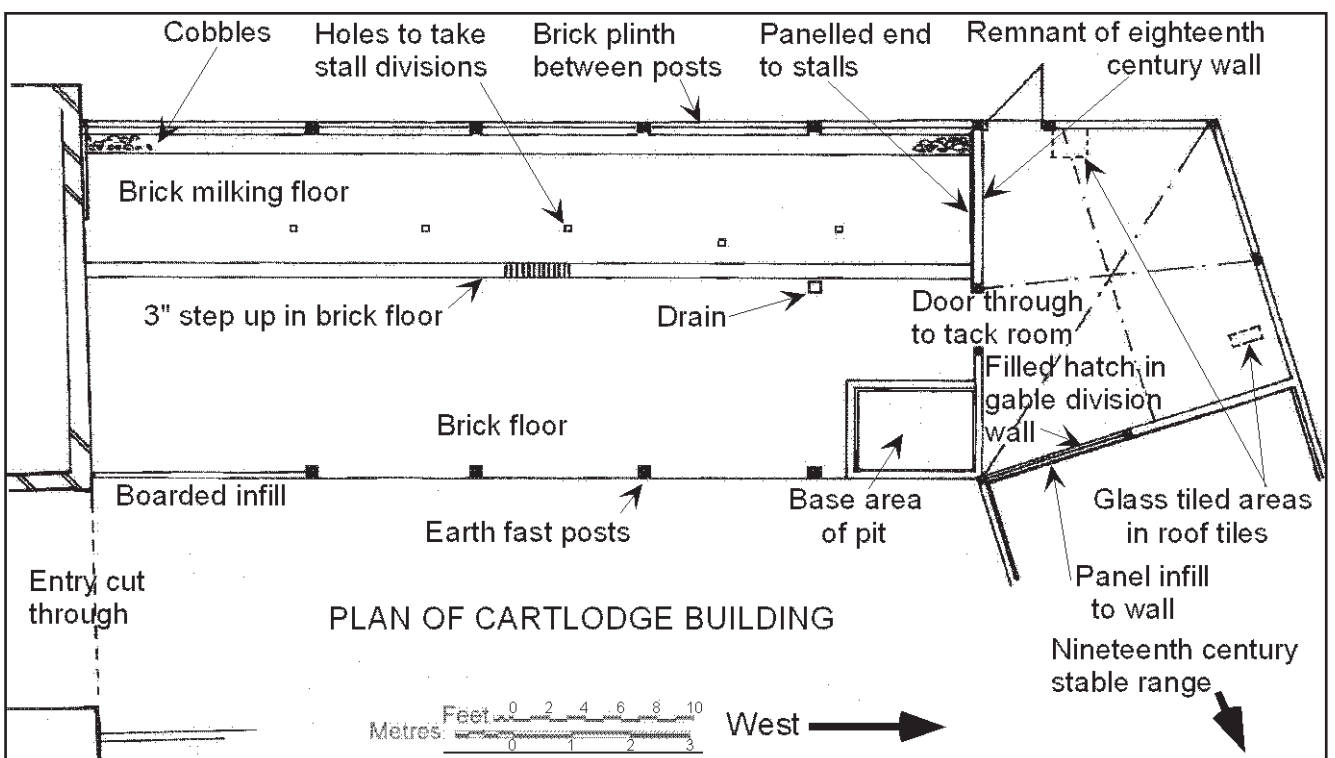 Cobbles
Holes to take
stall divisions
Brick plinth
between posts
Panelled end
to stalls
Remnant of eighteenth
century wall
Brick milking floor
3" step up in brick floor
Drain
Door through
to tack room
Filled hatch in
gable division
wall
Brick floor
Boarded infill
Earth fast posts
Base area
of pit
Glass tiled areas
in roof tiles
Entry cut
through
Panel infill
to wall
PLAN OF CARTLODGE BUILDING
Nineteenth century
stable range
Feet 0 2 4 6 8 10
Metres 0 1 2 3
West